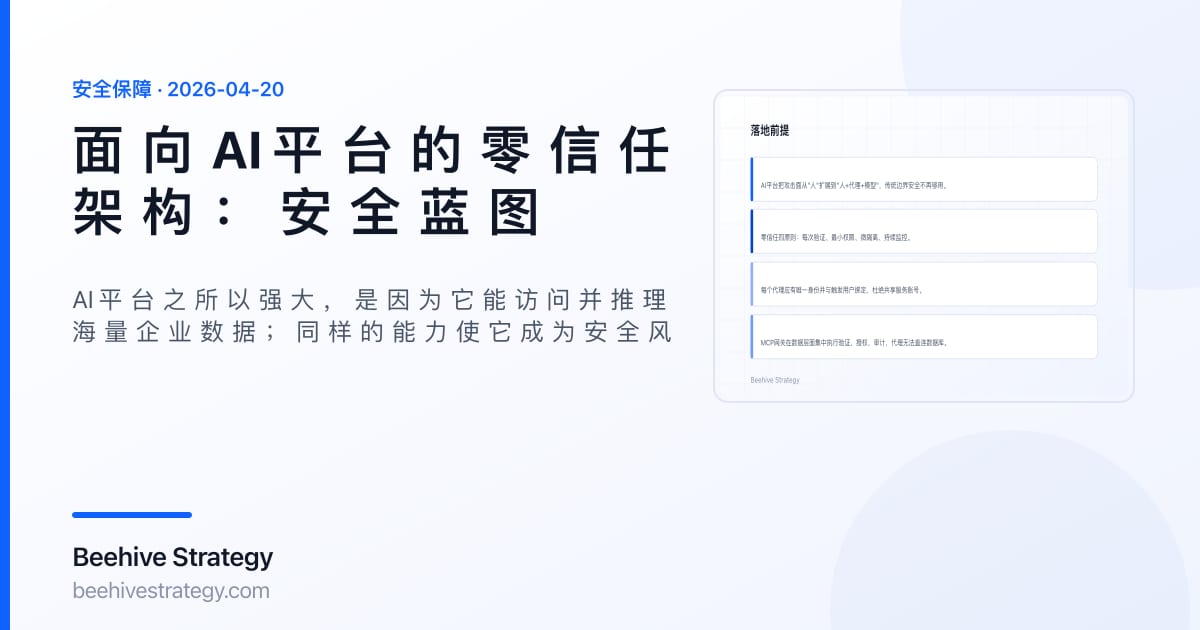 安全保障 · 2026-04-20
面向AI平台的零信任
架构：安全蓝图
AI平台之所以强大，是因为它能访问并推理
海量企业数据；同样的能力使它成为安全风
落地前提
AI平台把攻击面从“人”扩展到“人+代理+模型”，传统边界安全不再够用。
零信任四原则：每次验证、最小权限、微隔离、持续监控。
每个代理应有唯一身份并与触发用户绑定，杜绝共享服务账号。
MCP网关在数据层面集中执行验证、授权、审计，代理无法直连数据库。
Beehive Strategy
Beehive Strategy
beehivestrategy.com